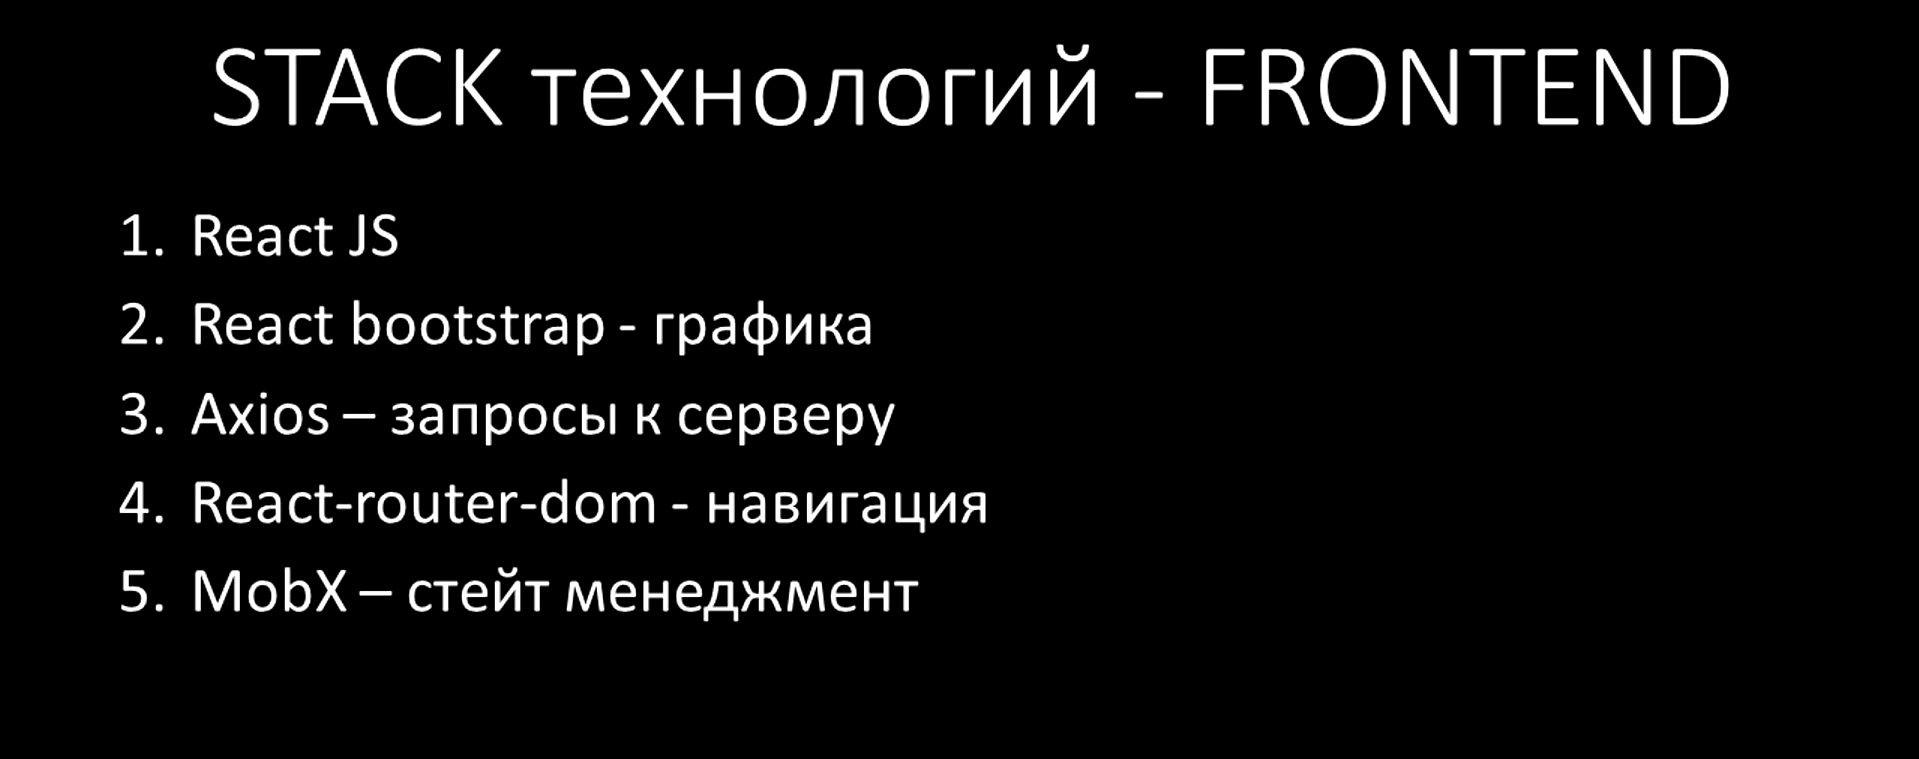 STACK технологий - FRONTEND
1. React JS
2. React bootstrap - графика
3. Axios – запросы к серверу
4. React-router-dom - навигация
5. MobX – стейт менеджмент